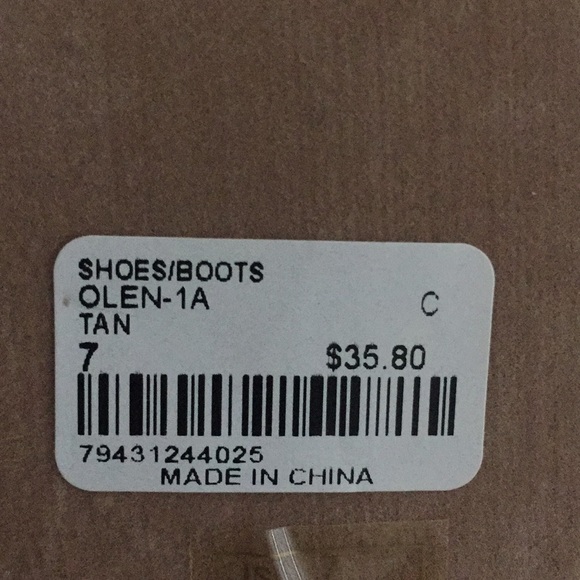 SHOES/BOOTS
OLEN-1A C
TAN
7 $35.80
79431244025
MADE IN CHINA